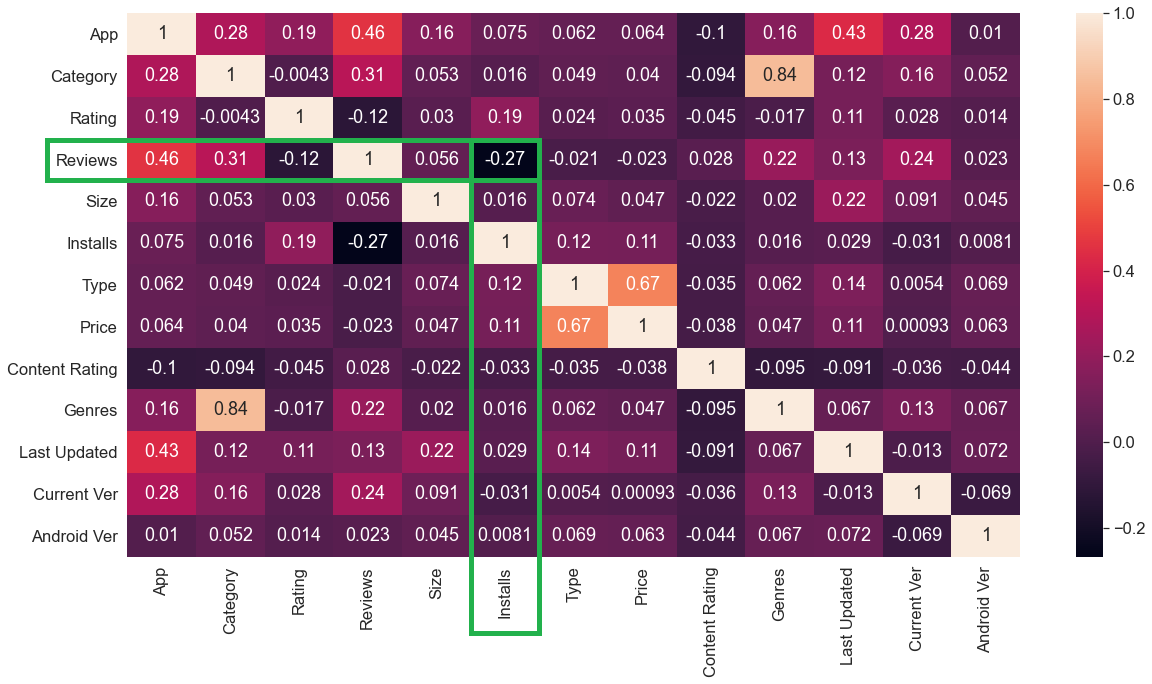 App 1 0.28 0.19 0.46 0.16 0.075 0.062 0.064 -0.1 0.16 0.43 0.28 0.01 1.0
Category 0.28 1 -0.0043 0.31 0.053 0.016 0.049 0.04 -0.094 0.84 0.12 0.16 0.052
0.8
Rating 0.19 -0.0043 1 -0.12 0.03 0.19 0.024 0.035 -0.045 -0.017 0.11 0.028 0.014
Reviews 0.46 0.31 -0.12 1 0.056 -0.27 -0.021 -0.023 0.028 0.22 0.13 0.24 0.023
0.6
Size 0.16 0.053 0.03 0.056 1 0.016 0.074 0.047 -0.022 0.02 0.22 0.091 0.045
Installs 0.075 0.016 0.19 -0.27 0.016 1 0.12 0.11 -0.033 0.016 0.029 -0.031 0.0081
0.4
Type 0.062 0.049 0.024 -0.021 0.074 0.12 1 0.67 -0.035 0.062 0.14 0.0054 0.069
Price 0.064 0.04 0.035 -0.023 0.047 0.11 0.67 1 -0.038 0.047 0.11 0.00093 0.063
0.2
Content Rating -0.1 -0.094 -0.045 0.028 -0.022 -0.033 -0.035 -0.038 1 -0.095 -0.091 -0.036 -0.044
Genres 0.16 0.84 -0.017 0.22 0.02 0.016 0.062 0.047 -0.095 1 0.067 0.13 0.067
0.0
Last Updated 0.43 0.12 0.11 0.13 0.22 0.029 0.14 0.11 -0.091 0.067 1 -0.013 0.072
Current Ver 0.28 0.16 0.028 0.24 0.091 -0.031 0.0054 0.00093 -0.036 0.13 -0.013 1 -0.069
−0.2
Android Ver 0.01 0.052 0.014 0.023 0.045 0.0081 0.069 0.063 -0.044 0.067 0.072 -0.069 1
App Category Rating Reviews Size Installs Type Price Content Rating Genres Last Updated Current Ver Android Ver